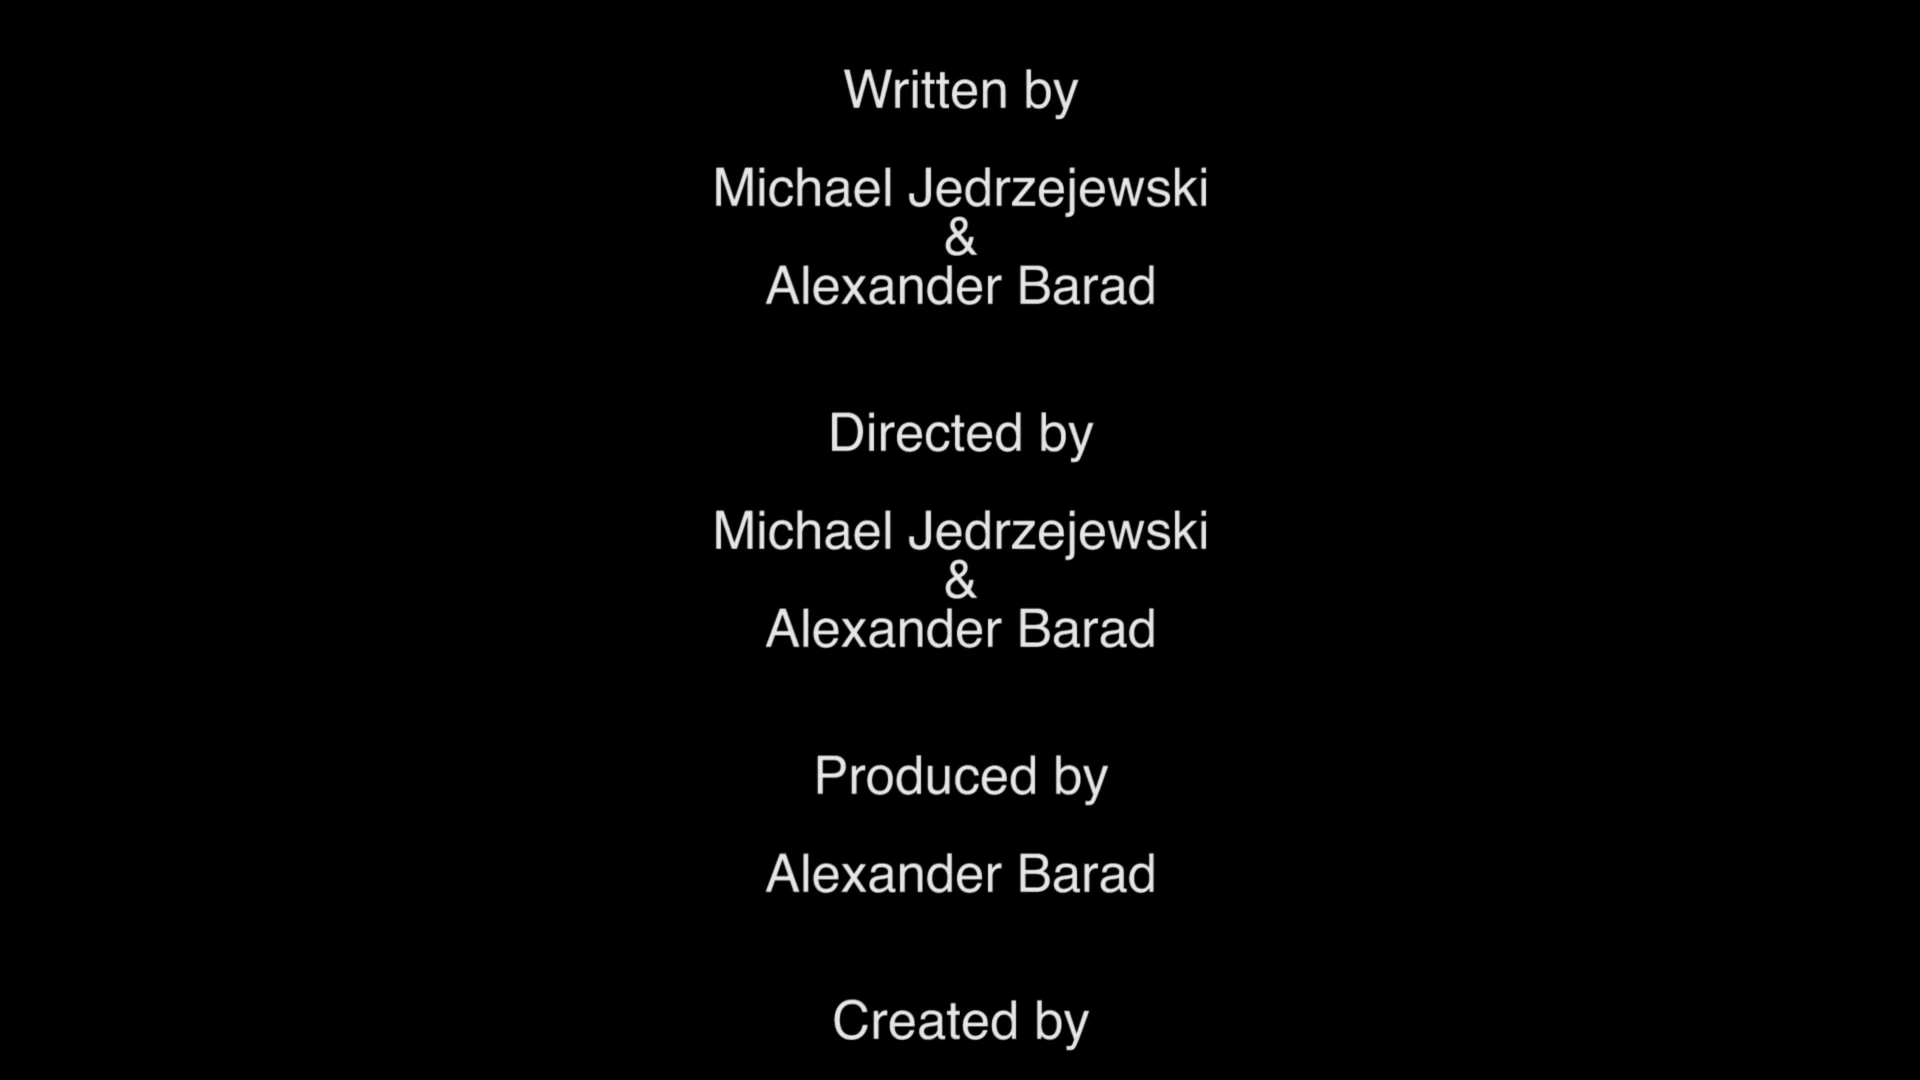 Written by
Michael Jedrzejewski
&
Alexander Barad
Directed by
Michael Jedrzejewski
&
Alexander Barad
Produced by
Alexander Barad
Created by